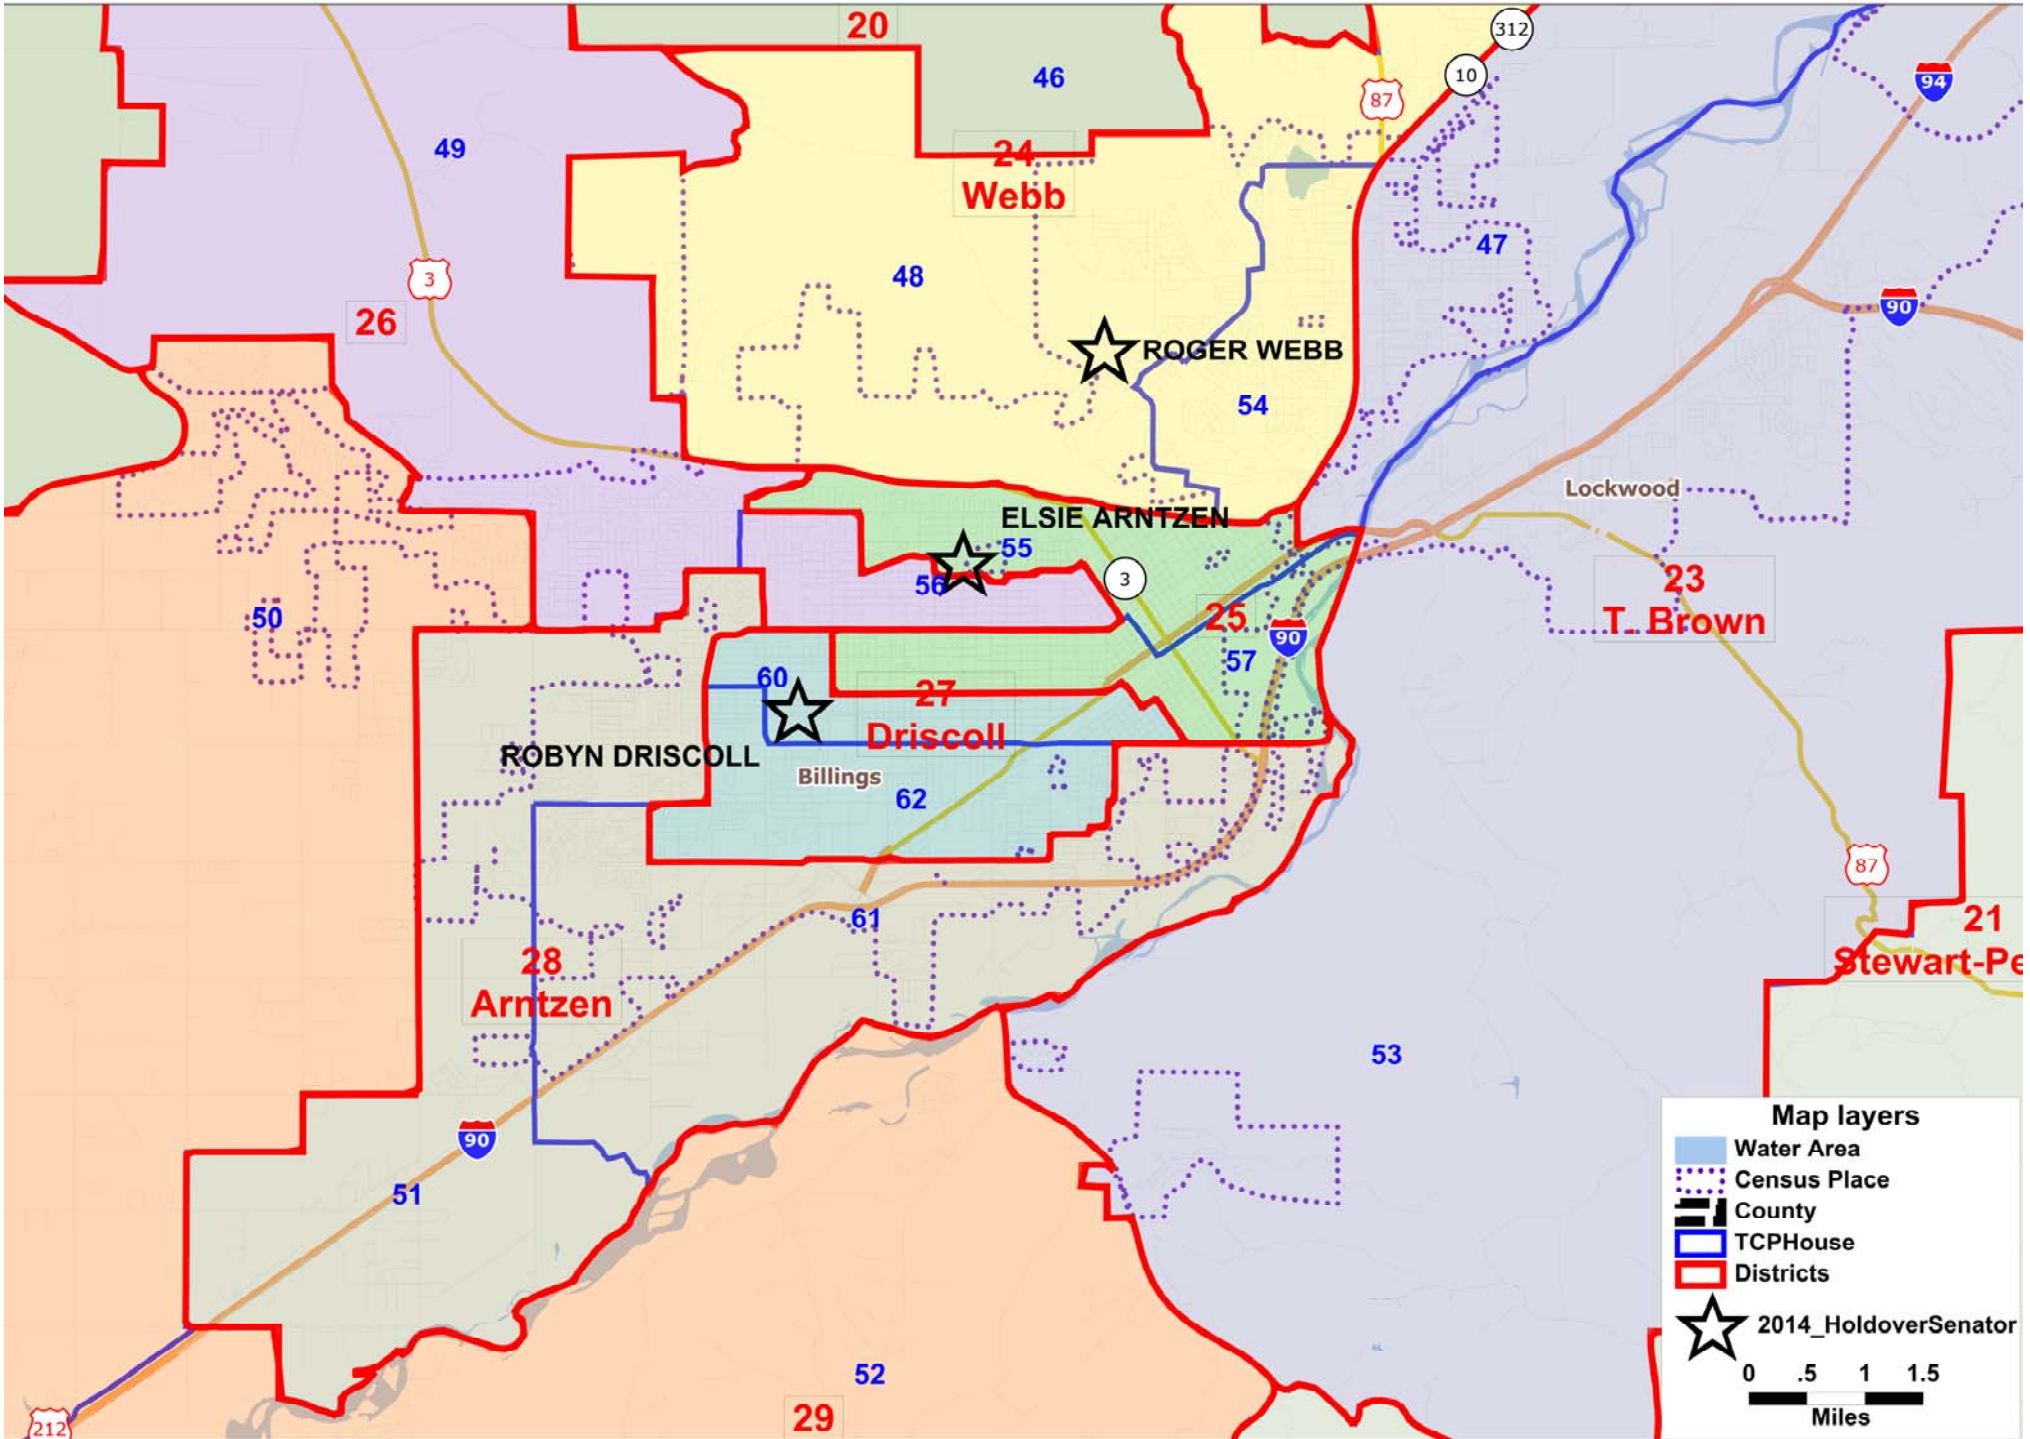 20
312
10
94
46
87
49
24
Webb
47
3
48
90
26
ROGER WEBB
54
Lockwood
ELSIE ARNTZEN
55
56
3
23
T. Brown
50
25
90
57
60
27
Driscoll
ROBYN DRISCOLL
Billings
62
87
61
21
Stewart-Pe
28
Arntzen
53
90
51
52
29
212
Map layers
Water Area
Census Place
County
TCPHouse
Districts
2014_HoldoverSenator
0 .5 1 1.5
Miles